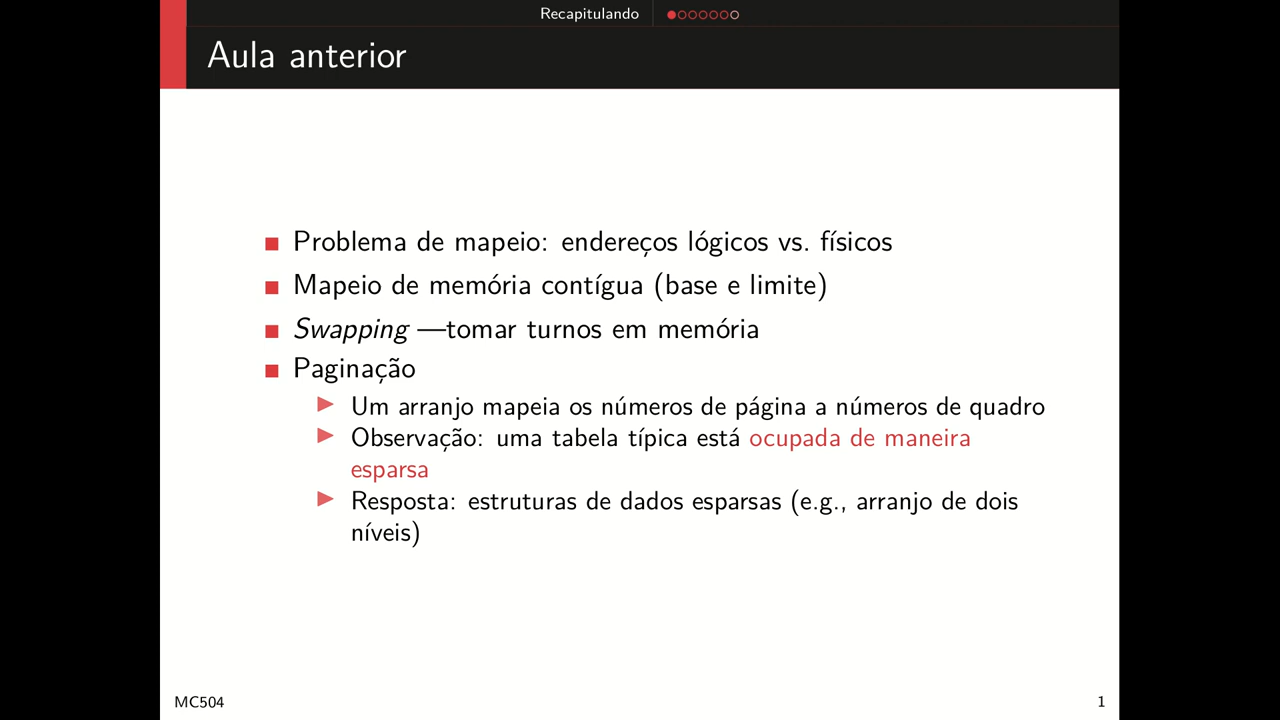 Recapitulando
Aula anterior
Problema de mapeio: endereços lógicos vs. físicos
Mapeio de memória contígua (base e limite)
Swapping —tomar turnos em memória
Paginação
Um arranjo mapeia os números de página a números de quadro
Observação: uma tabela típica está ocupada de maneira
esparsa
Resposta: estruturas de dados esparsas (e.g., arranjo de dois
níveis)
MC504
1